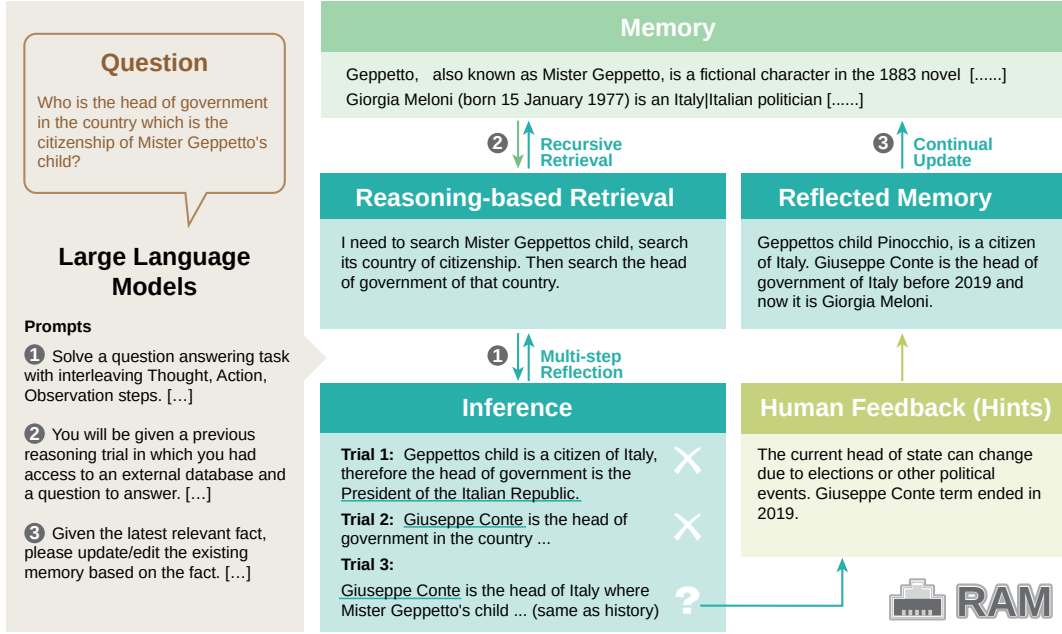 Question
Who is the head of government
in the country which is the
citizenship of Mister Geppetto's
child?
Large Language
Models
Prompts
1 Solve a question answering task
with interleaving Thought, Action,
Observation steps. […]
2 You will be given a previous
reasoning trial in which you had
access to an external database and
a question to answer. […]
3 Given the latest relevant fact,
please update/edit the existing
memory based on the fact. […]
Memory
Geppetto, also known as Mister Geppetto, is a fictional character in the 1883 novel [......]
Giorgia Meloni (born 15 January 1977) is an Italy|Italian politician [......]
2 Recursive
Retrieval
3 Continual
Update
Reasoning-based Retrieval
I need to search Mister Geppettos child, search
its country of citizenship. Then search the head
of government of that country.
Reflected Memory
Geppettos child Pinocchio, is a citizen
of Italy. Giuseppe Conte is the head of
government of Italy before 2019 and
now it is Giorgia Meloni.
1 Multi-step
Reflection
Inference
Trial 1: Geppettos child is a citizen of Italy,
therefore the head of government is the
President of the Italian Republic.
Trial 2: Giuseppe Conte is the head of
government in the country ...
Trial 3:
Giuseppe Conte is the head of Italy where
Mister Geppetto's child ... (same as history)
?
Human Feedback (Hints)
The current head of state can change
due to elections or other political
events. Giuseppe Conte term ended in
2019.
RAM